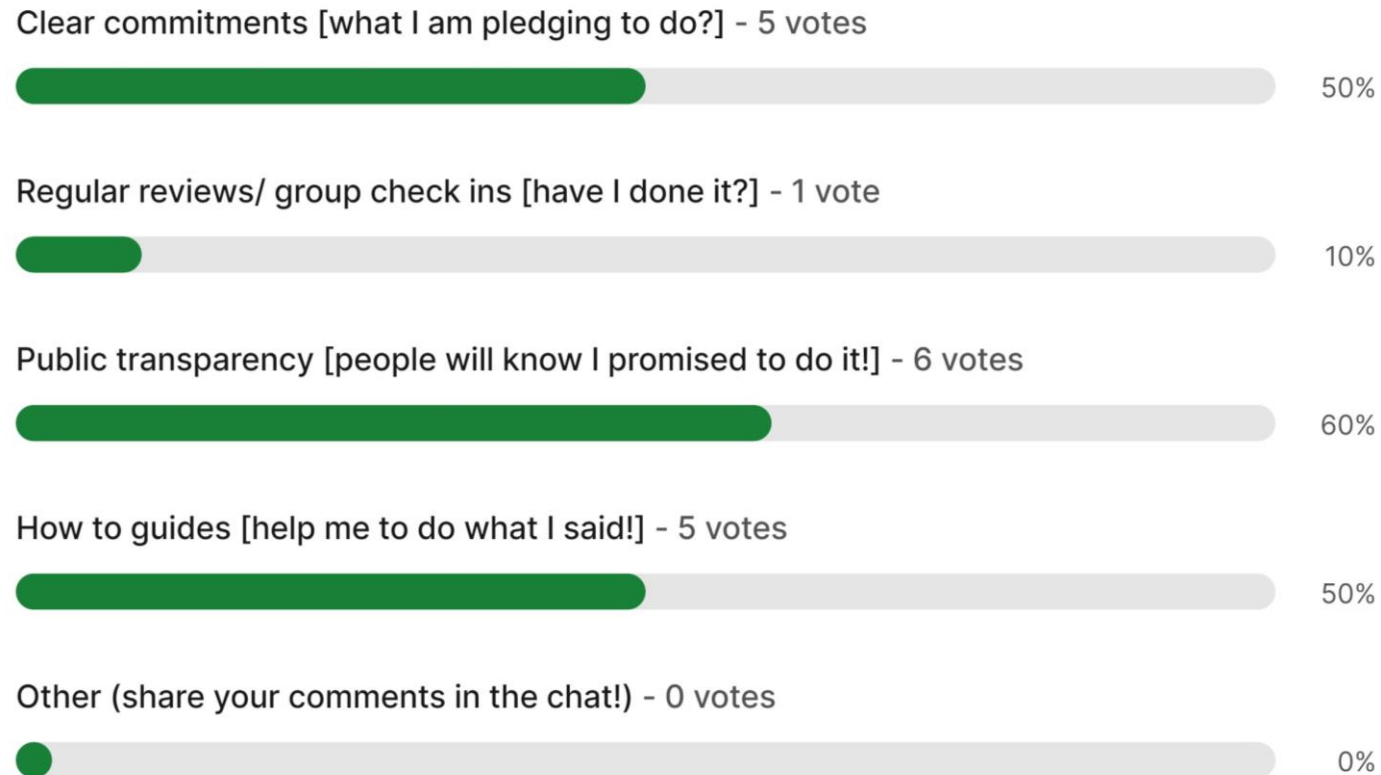 Clear commitments [what I am pledging to do?] - 5 votes
50%
Regular reviews/ group check ins [have I done it?] - 1 vote
10%
Public transparency [people will know I promised to do it!] - 6 votes
60%
How to guides [help me to do what I said!] - 5 votes
50%
Other (share your comments in the chat!) - 0 votes
0%